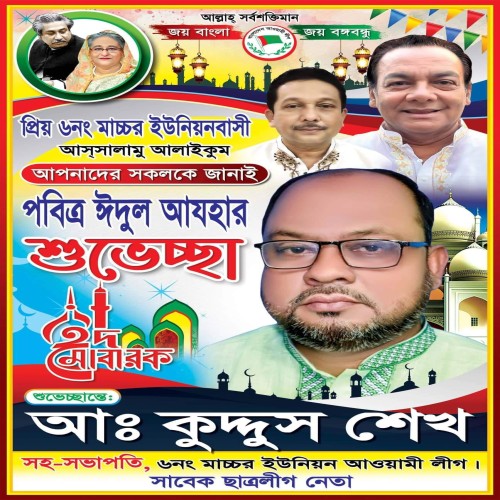 আল্লাহ্ সর্বশক্তিমান
জয় বাংলা জয় বঙ্গবন্ধু
প্রিয় ৬নং মাচ্চর ইউনিয়নবাসী
আস্সালামু আলাইকুম
আপনাদের সকলকে জানাই
পবিত্র ঈদুল আযহার
শুভেচ্ছা
ঈদ
মোবারক
শুভেচ্ছান্তে:
আঃ কুদ্দুস শেখ
সহ-সভাপতি, ৬নং মাচ্চর ইউনিয়ন আওয়ামী লীগ।
সাবেক ছাত্রলীগ নেতা